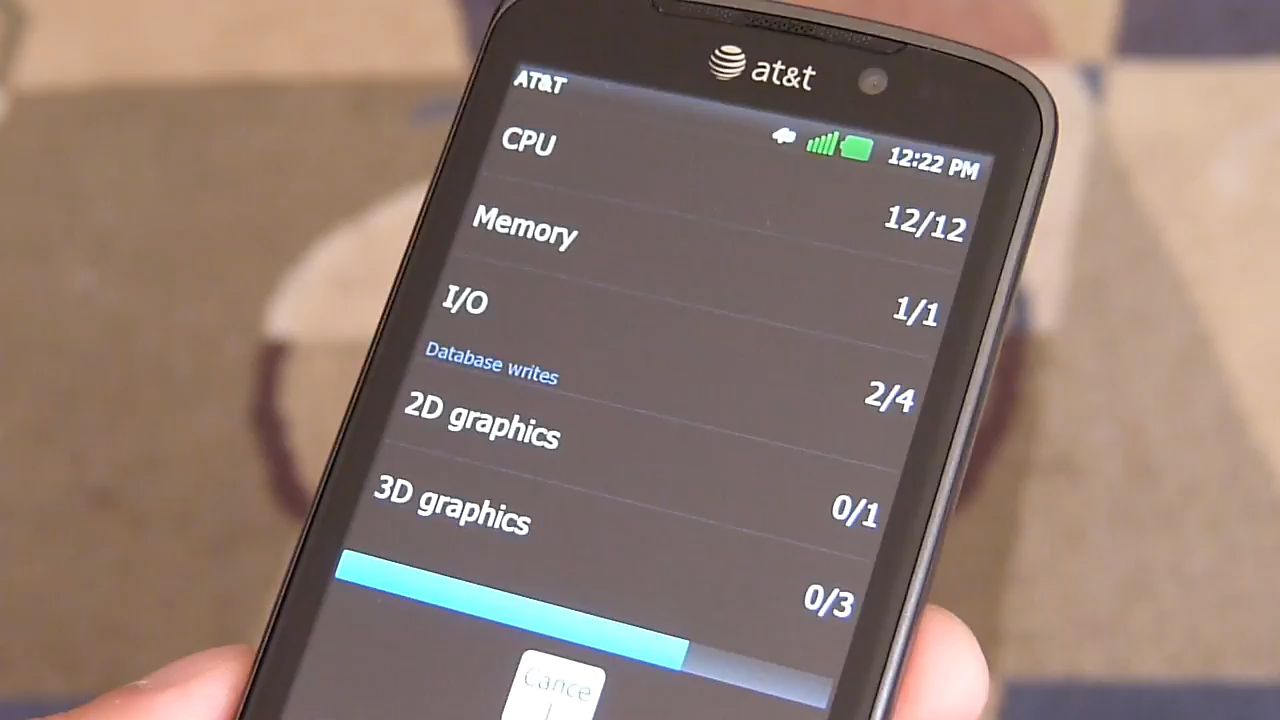 at&t
AT&T
12:22 PM
CPU
12/12
Memory
1/1
I/O
Database writes
2/4
2D graphics
0/1
3D graphics
0/3
Cance
l